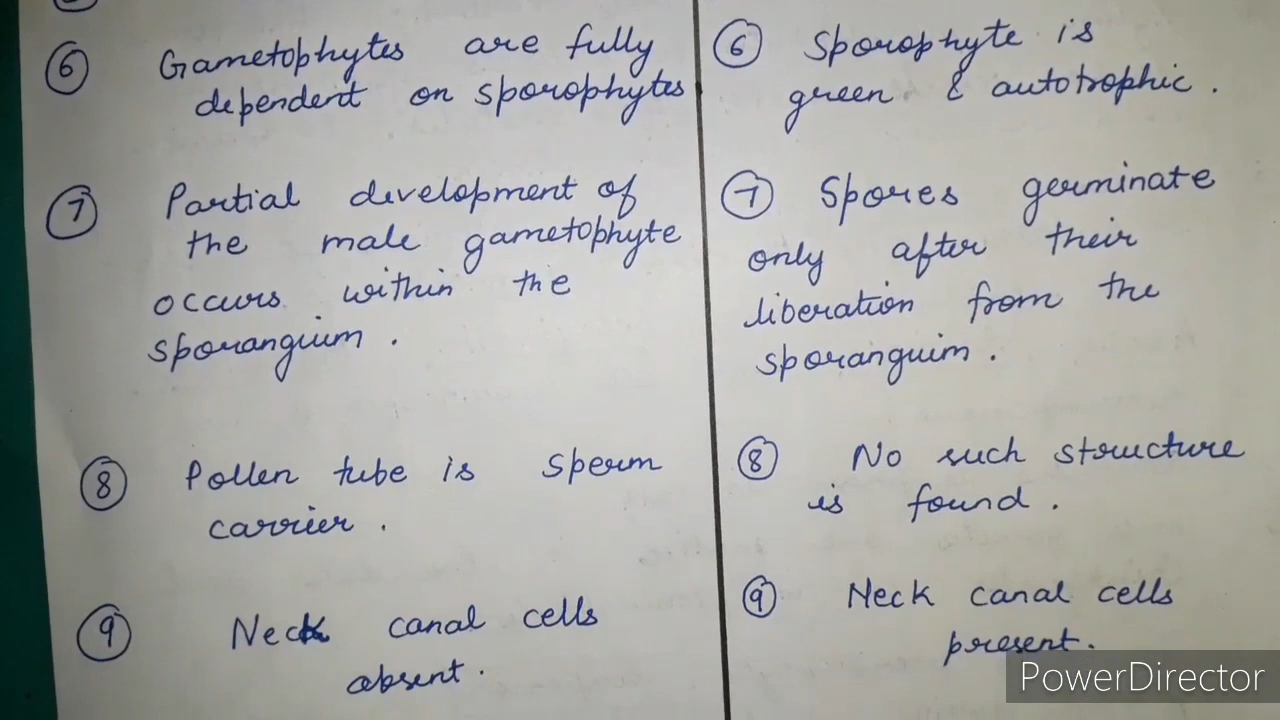 ⑥ Gametophytes are fully
dependent on sporophytes
⑦ Partial development of
the male gametophyte
occurs within the
sporangium.
⑧ Pollen tube is sperm
carrier.
⑨ Neck canal cells
absent.
⑥ Sporophyte is
green & autotrophic.
⑦ Spores germinate
only after their
liberation from the
sporanguim.
⑧ No such structure
is found.
⑨ Neck canal cells
present.
PowerDirector